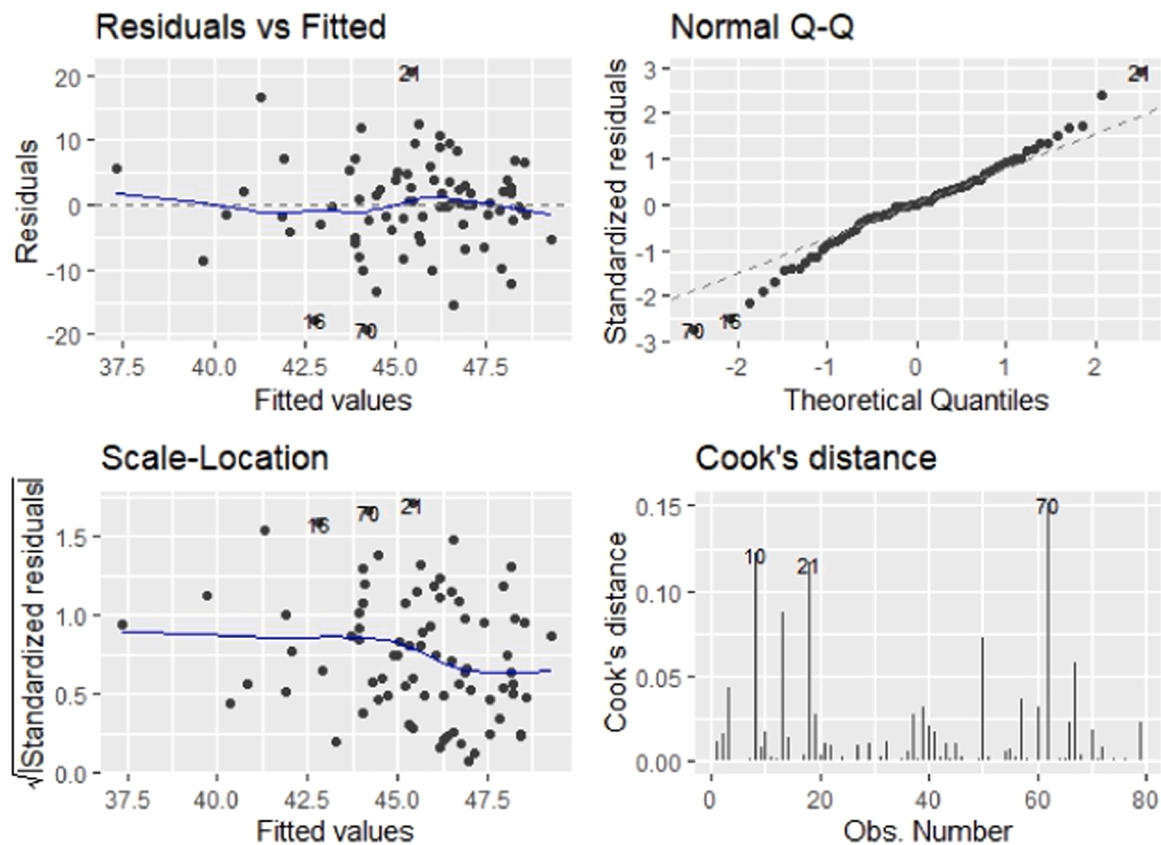 Residuals vs Fitted
Residuals
20
10
0
-10
-20
21
16
70
37.5 40.0 42.5 45.0 47.5
Fitted values
Normal Q-Q
Standardized residuals
3
2
1
0
-1
-2
-3
21
70 16
-2 -1 0 1 2
Theoretical Quantiles
Scale-Location
√|Standardized residuals|
1.5
1.0
0.5
0.0
16 70 21
37.5 40.0 42.5 45.0 47.5
Fitted values
Cook's distance
Cook's distance
0.15
0.10
0.05
0.00
70
10
21
0 20 40 60 80
Obs. Number